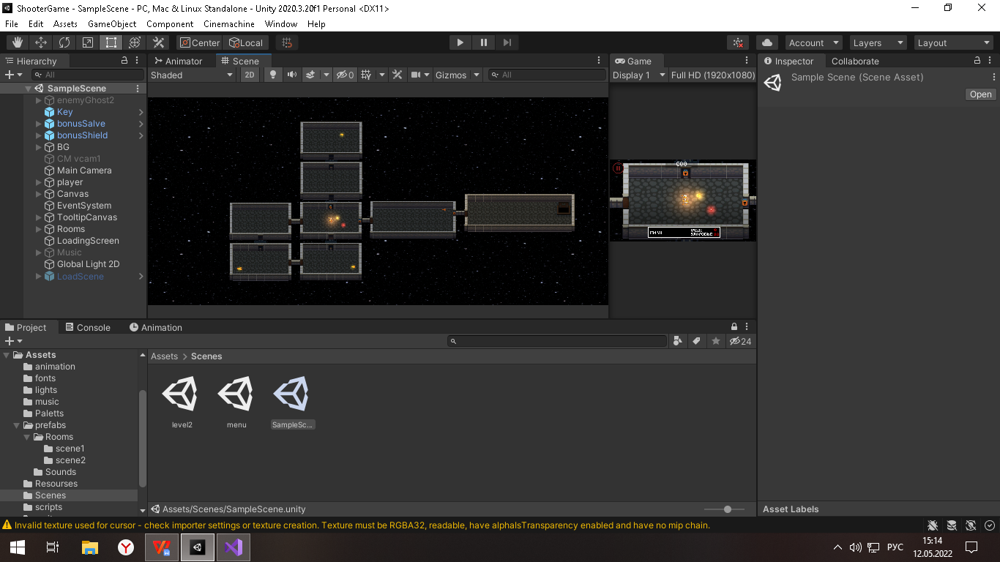 ShooterGame - SampleScene - PC, Mac & Linux Standalone - Unity 2020.3.20f1 Personal <DX11>
File Edit Assets GameObject Component Cinemachine Window Help
Center Local Account Layers Layout
Hierarchy Animator Scene Game Inspector Collaborate
All Shaded 2D 0 Gizmos All Display 1 Full HD (1920x1080) Sample Scene (Scene Asset)
Open
SampleScene
enemyGhost2
Key
bonusSalve
bonusShield
BG
CM vcam1
Main Camera
player
Canvas
EventSystem
TooltipCanvas
Rooms
LoadingScreen
Music
Global Light 2D
LoadScene
Project Console Animation
24
Assets
animation
fonts
lights
music
Paletts
prefabs
Rooms
scene1
scene2
Sounds
Resourses
Scenes
scripts
Assets > Scenes
level2 menu SampleSc...
Assets/Scenes/SampleScene.unity
Asset Labels
Invalid texture used for cursor - check importer settings or texture creation. Texture must be RGBA32, readable, have alphaIsTransparency enabled and have no mip chain.
РУС
15:14
12.05.2022